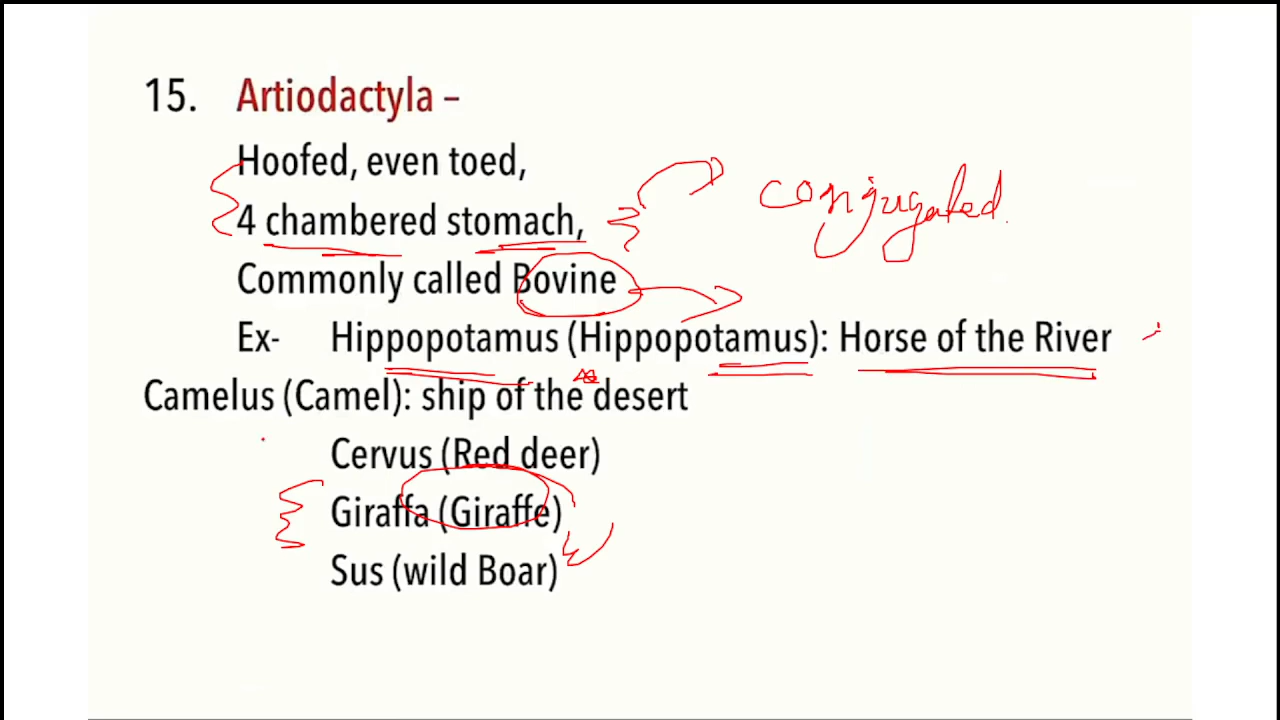 15. Artiodactyla –
Hoofed, even toed,
4 chambered stomach,
conjugated
Commonly called Bovine
Ex- Hippopotamus (Hippopotamus): Horse of the River
Camelus (Camel): ship of the desert
Cervus (Red deer)
Giraffa (Giraffe)
Sus (wild Boar)